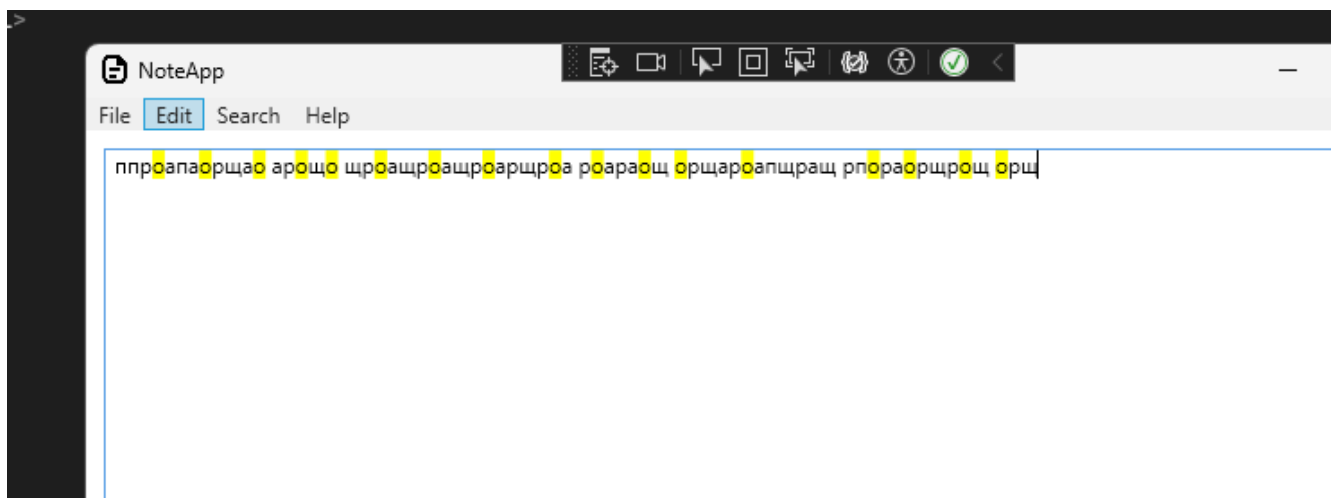 NoteApp
File Edit Search Help
ппроапаорщао арощо щроащроащроарщроа роараощ орщароапщращ рпораорщрощ орщ